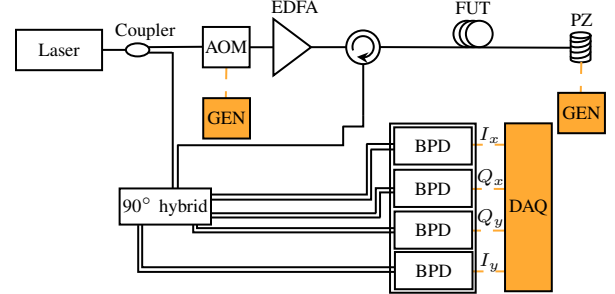 EDFA
FUT
PZ
Coupler
Laser
AOM
GEN
GEN
BPD
I_x
BPD
Q_x
90° hybrid
DAQ
BPD
Q_y
BPD
I_y